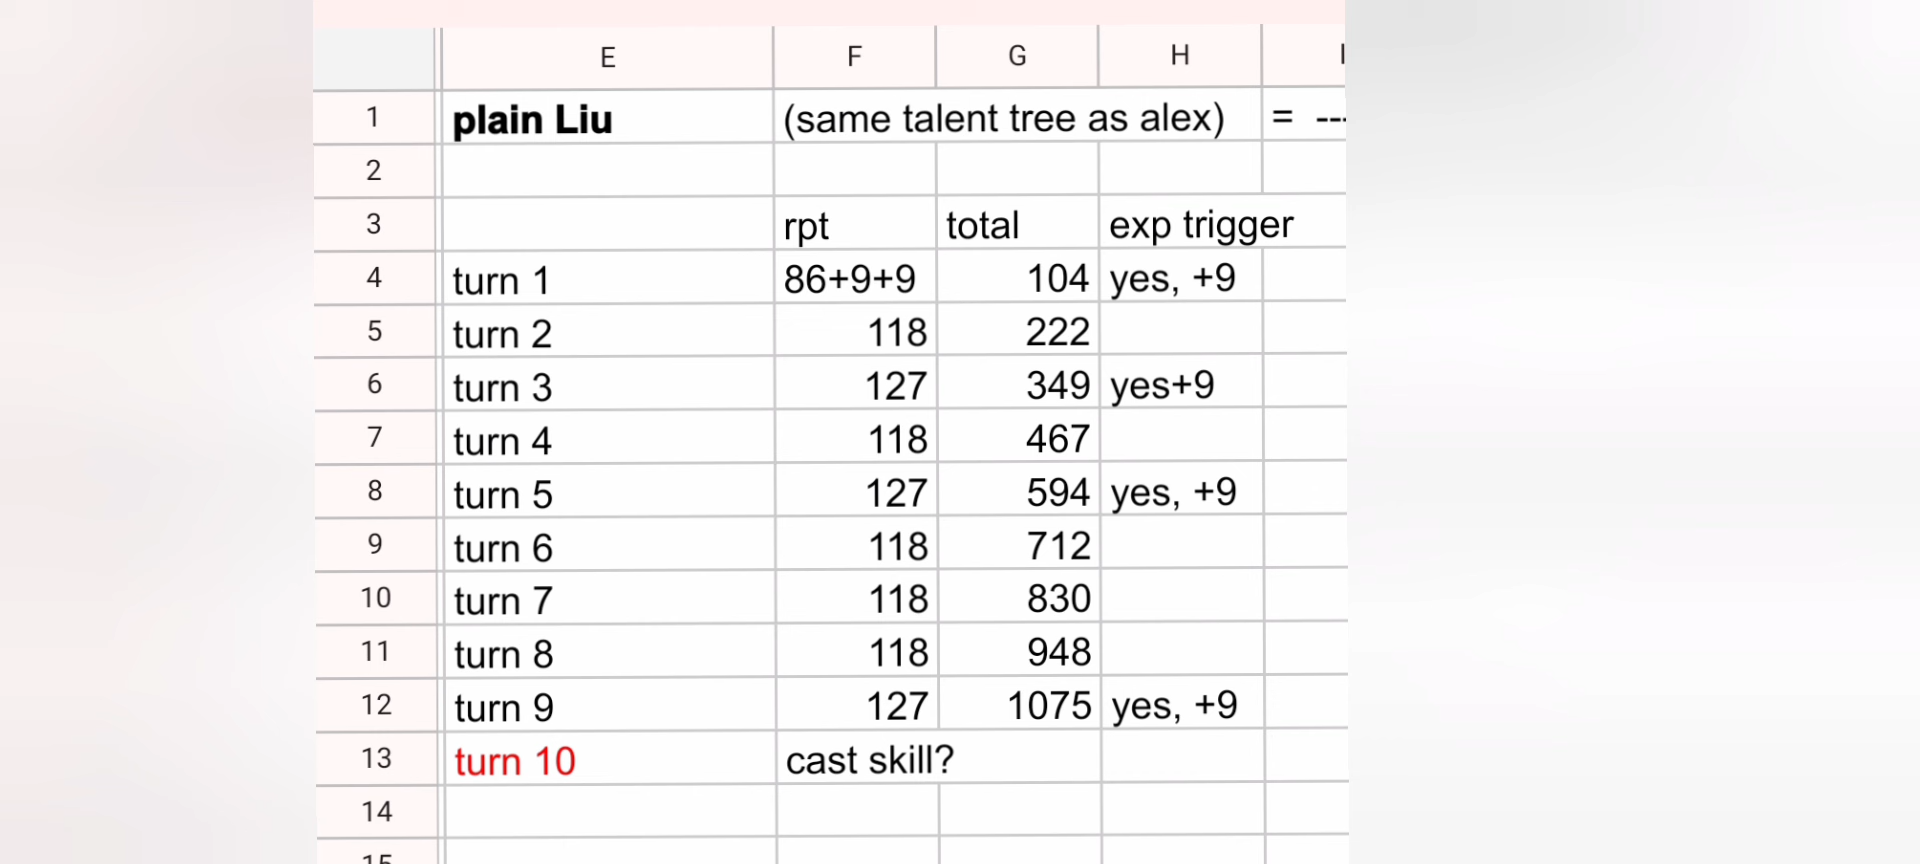 E F G H
1 plain Liu (same talent tree as alex) = ---
2
3 rpt total exp trigger
4 turn 1 86+9+9 104 yes, +9
5 turn 2 118 222
6 turn 3 127 349 yes+9
7 turn 4 118 467
8 turn 5 127 594 yes, +9
9 turn 6 118 712
10 turn 7 118 830
11 turn 8 118 948
12 turn 9 127 1075 yes, +9
13 turn 10 cast skill?
14
15